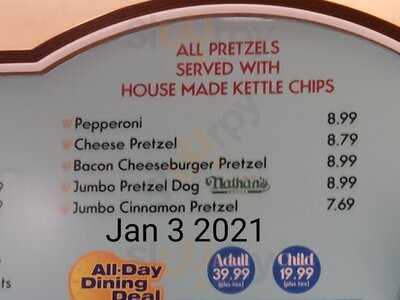 ALL PRETZELS
SERVED WITH
HOUSE MADE KETTLE CHIPS
Pepperoni 8.99
Cheese Pretzel 8.79
Bacon Cheeseburger Pretzel 8.99
Jumbo Pretzel Dog Nathan's 8.99
Jumbo Cinnamon Pretzel 7.69
Jan 3 2021
All-Day
Dining
Deal
Adult
39.99
(plus tax)
Child
19.99
(plus tax)